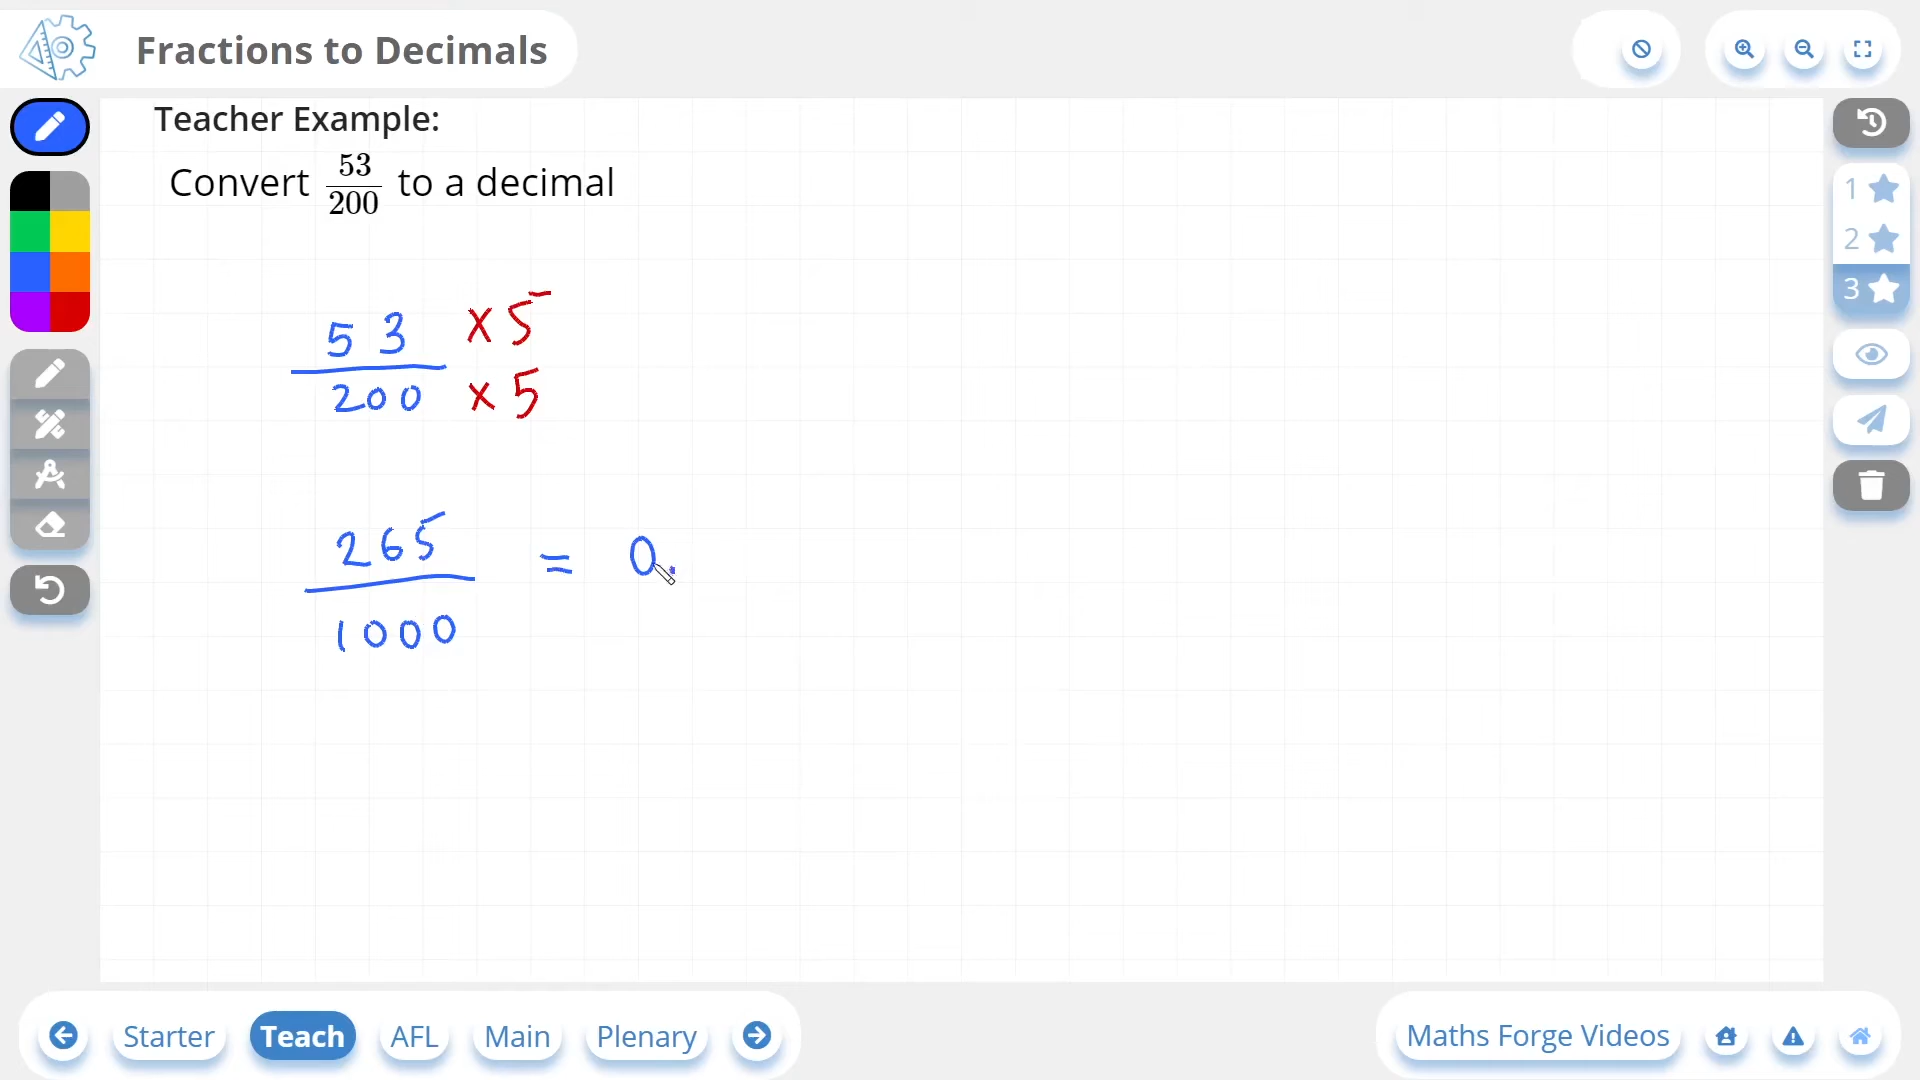 Fractions to Decimals
Teacher Example:
Convert 53/200 to a decimal
53 × 5
200 × 5
265 = 0.
1000
1
2
3
Starter Teach AFL Main Plenary
Maths Forge Videos